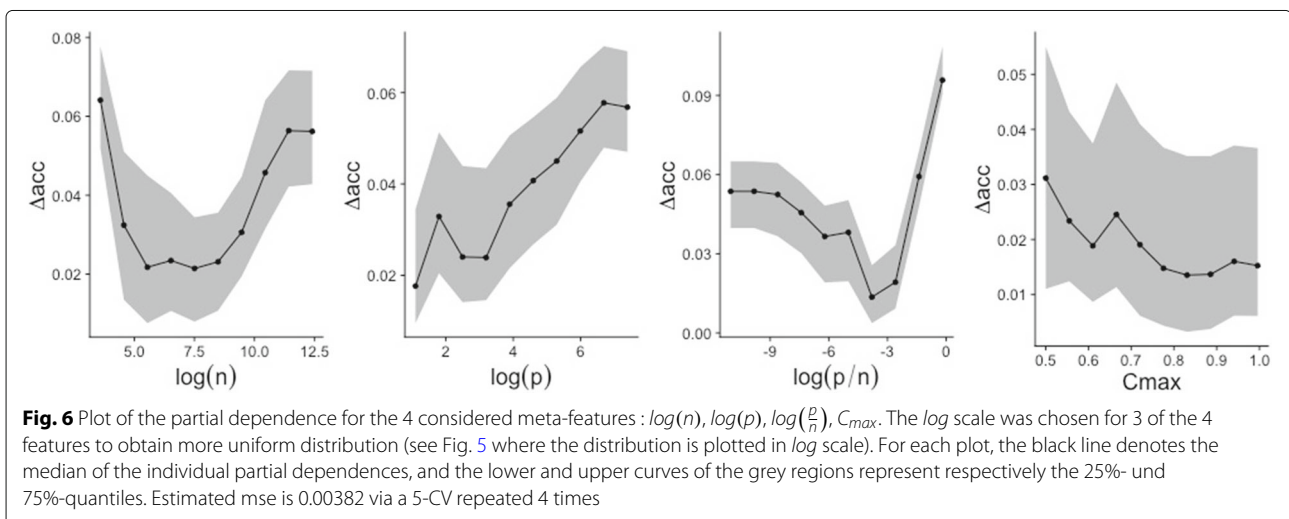 0.08
0.06
0.04
0.02
Δacc
5.0 7.5 10.0 12.5
log(n)
0.06
0.04
0.02
Δacc
2 4 6
log(p)
0.09
0.06
0.03
0.00
Δacc
-9 -6 -3 0
log(p/n)
0.05
0.04
0.03
0.02
0.01
Δacc
0.5 0.6 0.7 0.8 0.9 1.0
Cmax
Fig. 6 Plot of the partial dependence for the 4 considered meta-features : log(n), log(p), log(p/n), Cmax. The log scale was chosen for 3 of the 4
features to obtain more uniform distribution (see Fig. 5 where the distribution is plotted in log scale). For each plot, the black line denotes the
median of the individual partial dependences, and the lower and upper curves of the grey regions represent respectively the 25%- und
75%-quantiles. Estimated mse is 0.00382 via a 5-CV repeated 4 times